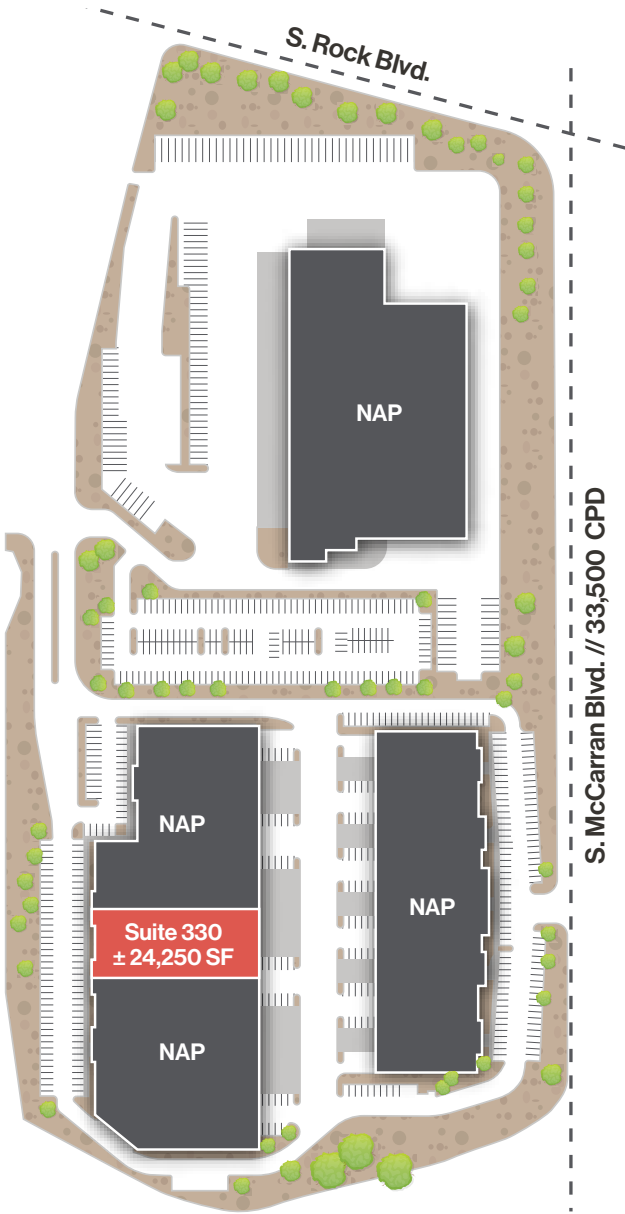 S. Rock Blvd.
NAP
S. McCarran Blvd. // 33,500 CPD
NAP
NAP
Suite 330
± 24,250 SF
NAP